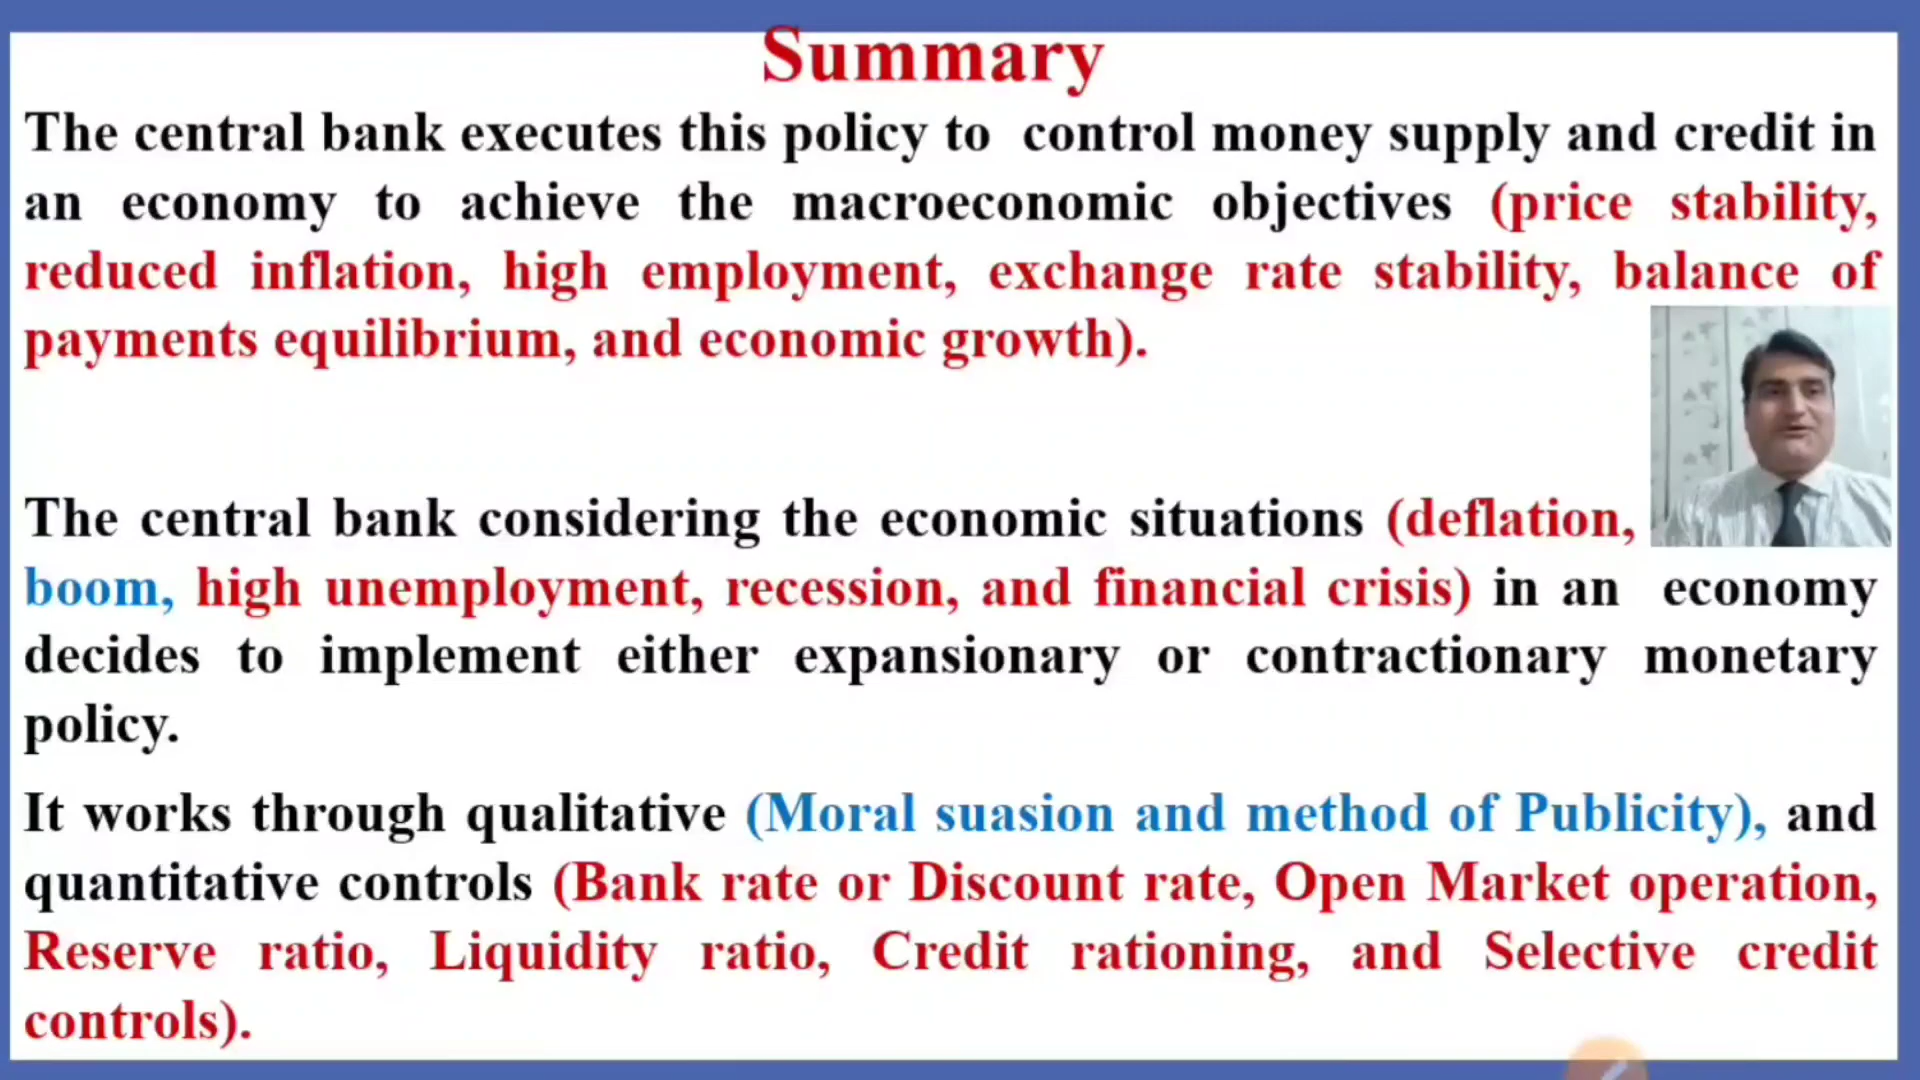 Summary
The central bank executes this policy to control money supply and credit in
an economy to achieve the macroeconomic objectives (price stability,
reduced inflation, high employment, exchange rate stability, balance of
payments equilibrium, and economic growth).
The central bank considering the economic situations (deflation,
boom, high unemployment, recession, and financial crisis) in an economy
decides to implement either expansionary or contractionary monetary
policy.
It works through qualitative (Moral suasion and method of Publicity), and
quantitative controls (Bank rate or Discount rate, Open Market operation,
Reserve ratio, Liquidity ratio, Credit rationing, and Selective credit
controls).